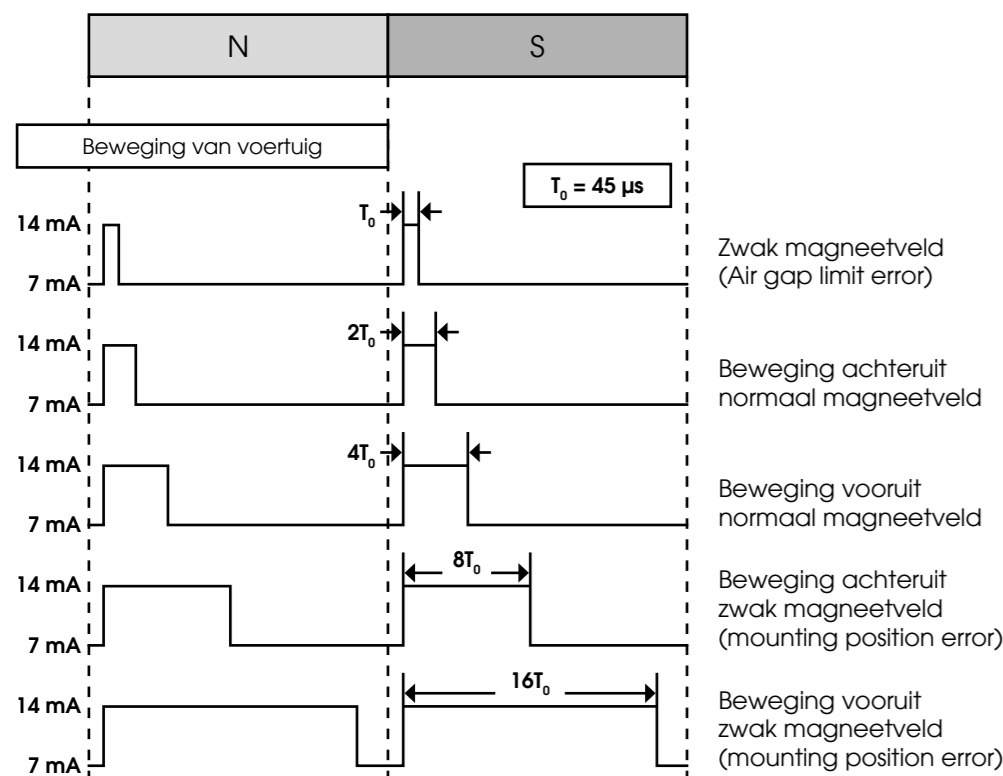 N S
Beweging van voertuig
T₀ = 45 µs
T₀
14 mA
7 mA
Zwak magneetveld
(Air gap limit error)
2T₀
14 mA
7 mA
Beweging achteruit
normaal magneetveld
4T₀
14 mA
7 mA
Beweging vooruit
normaal magneetveld
8T₀
14 mA
7 mA
Beweging achteruit
zwak magneetveld
(mounting position error)
16T₀
14 mA
7 mA
Beweging vooruit
zwak magneetveld
(mounting position error)